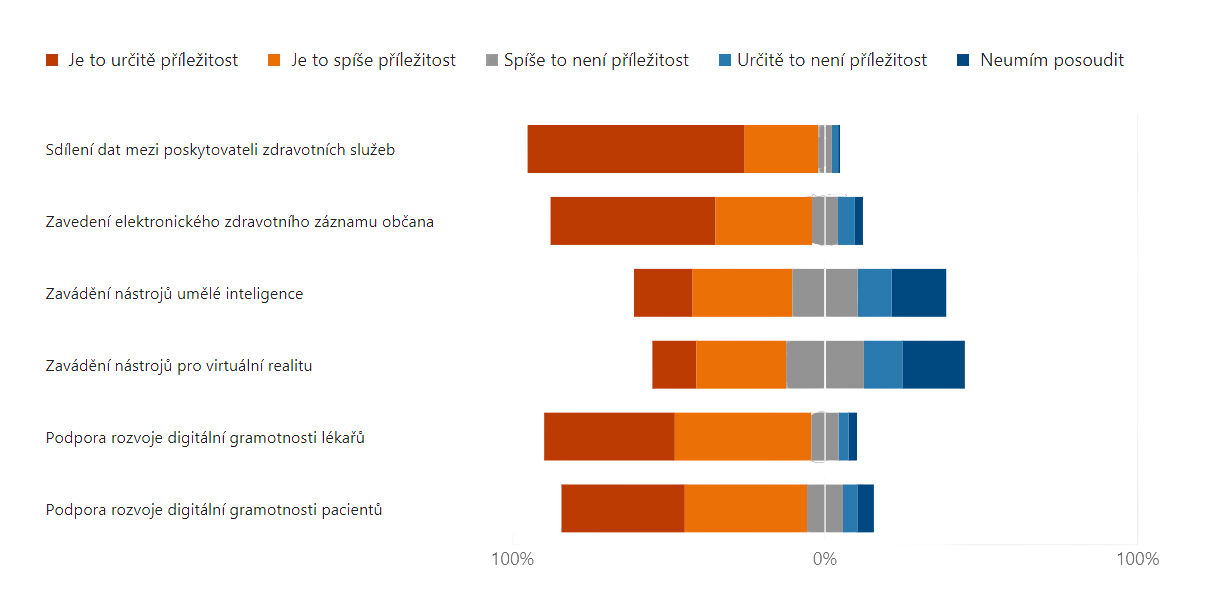 Je to určitě příležitost Je to spíše příležitost Spíše to není příležitost Určitě to není příležitost Neumím posoudit
Sdílení dat mezi poskytovateli zdravotních služeb
Zavedení elektronického zdravotního záznamu občana
Zavádění nástrojů umělé inteligence
Zavádění nástrojů pro virtuální realitu
Podpora rozvoje digitální gramotnosti lékařů
Podpora rozvoje digitální gramotnosti pacientů
100% 0% 100%